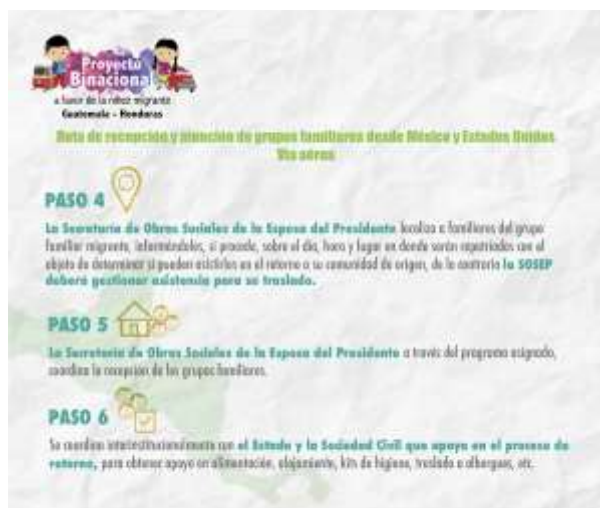 Proyecto
Binacional
a favor de la niñez migrante
Guatemala - Honduras
Ruta de recepción y atención de grupos familiares desde México y Estados Unidos
Vía aérea
PASO 4
La Secretaría de Obras Sociales de la Esposa del Presidente localiza a familiares del grupo
familiar migrante, informándoles, si procede, sobre el día, hora y lugar en donde serán repatriados con el
objeto de determinar si pueden asistirlos en el retorno a su comunidad de origen, de lo contrario la SOSEP
deberá gestionar asistencia para su traslado.
PASO 5
La Secretaría de Obras Sociales de la Esposa del Presidente a través del programa asignado,
coordina la recepción de los grupos familiares.
PASO 6
Se coordina interinstitucionalmente con el Estado y la Sociedad Civil que apoya en el proceso de
retorno, para obtener apoyo en alimentación, alojamiento, kits de higiene, traslado a albergues, etc.